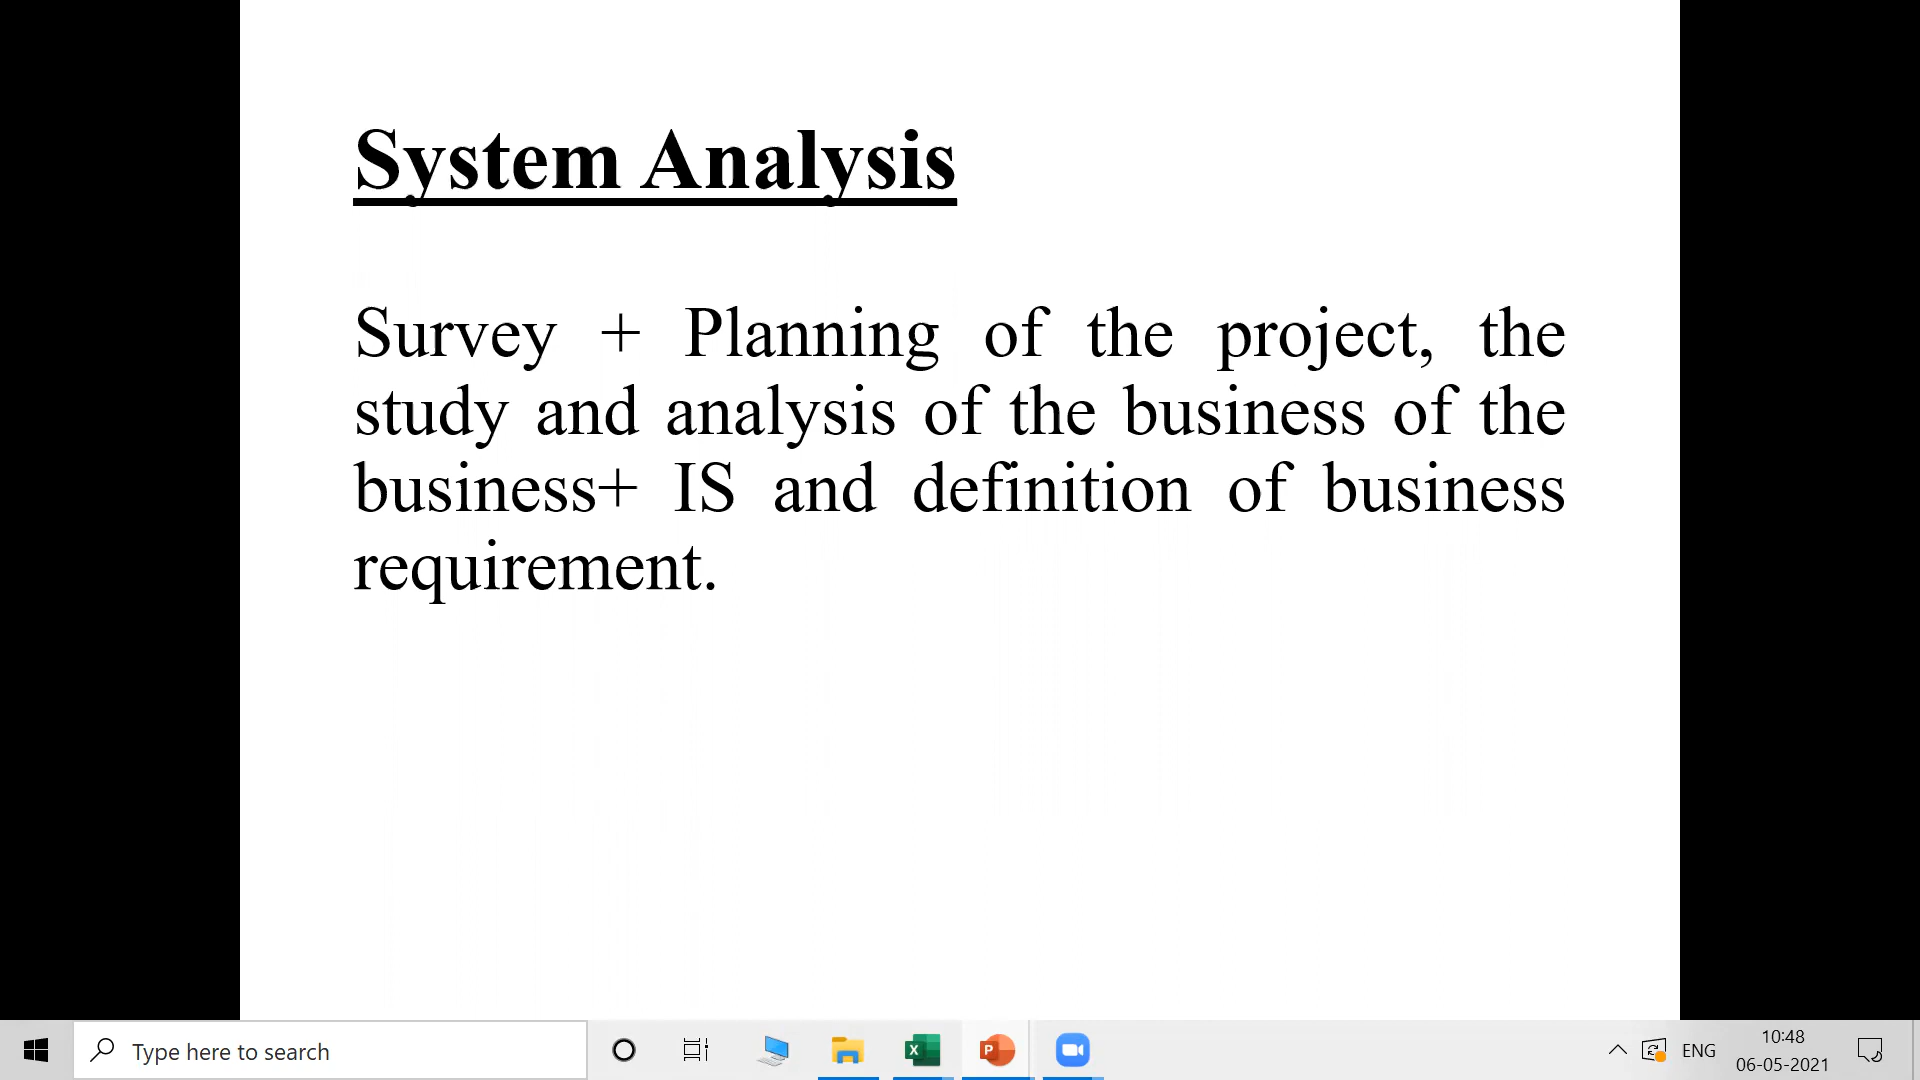 System Analysis
Survey + Planning of the project, the
study and analysis of the business of the
business+ IS and definition of business
requirement.
Type here to search
ENG
10:48
06-05-2021